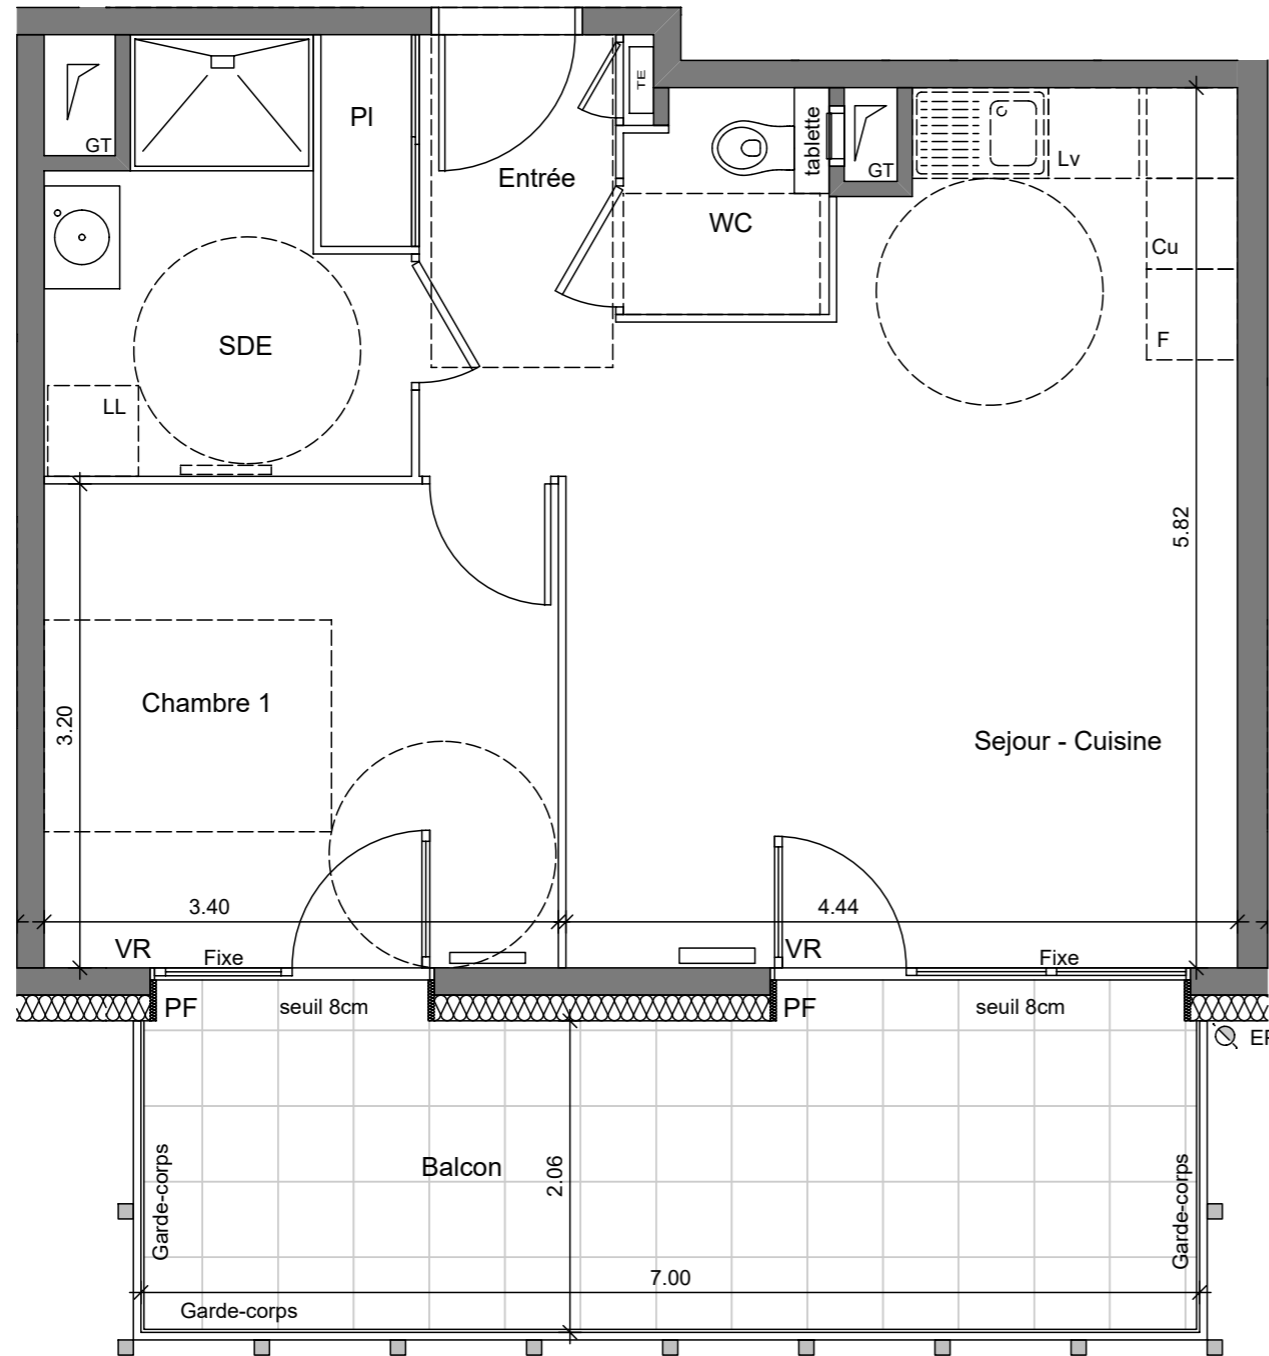 GT
Pl
Entrée
TE
tablette
WC
GT
Lv
Cu
F
SDE
LL
5.82
3.20
Chambre 1
Sejour - Cuisine
3.40
4.44
VR
Fixe
VR
Fixe
PF
seuil 8cm
PF
seuil 8cm
Garde-corps
Balcon
2.06
Garde-corps
7.00
Garde-corps